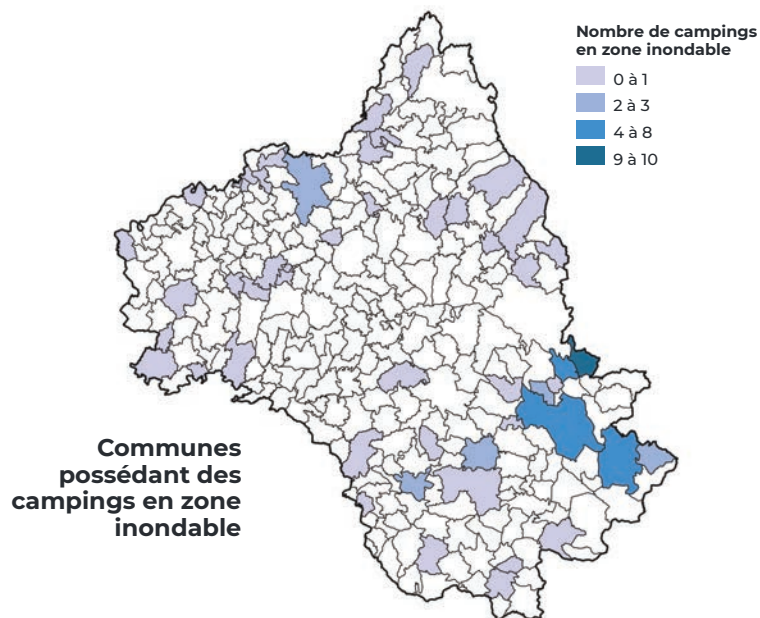 Nombre de campings
en zone inondable
0 à 1
2 à 3
4 à 8
9 à 10
Communes
possédant des
campings en zone
inondable